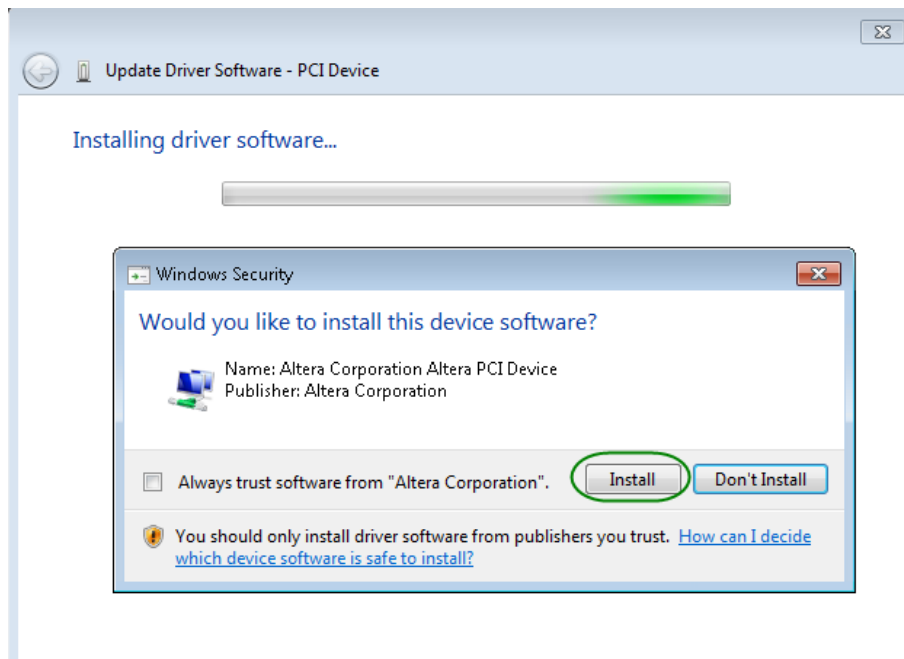 Update Driver Software - PCI Device
Installing driver software...
Windows Security
Would you like to install this device software?
Name: Altera Corporation Altera PCI Device
Publisher: Altera Corporation
Always trust software from "Altera Corporation".
Install
Don't Install
You should only install driver software from publishers you trust. How can I decide
which device software is safe to install?